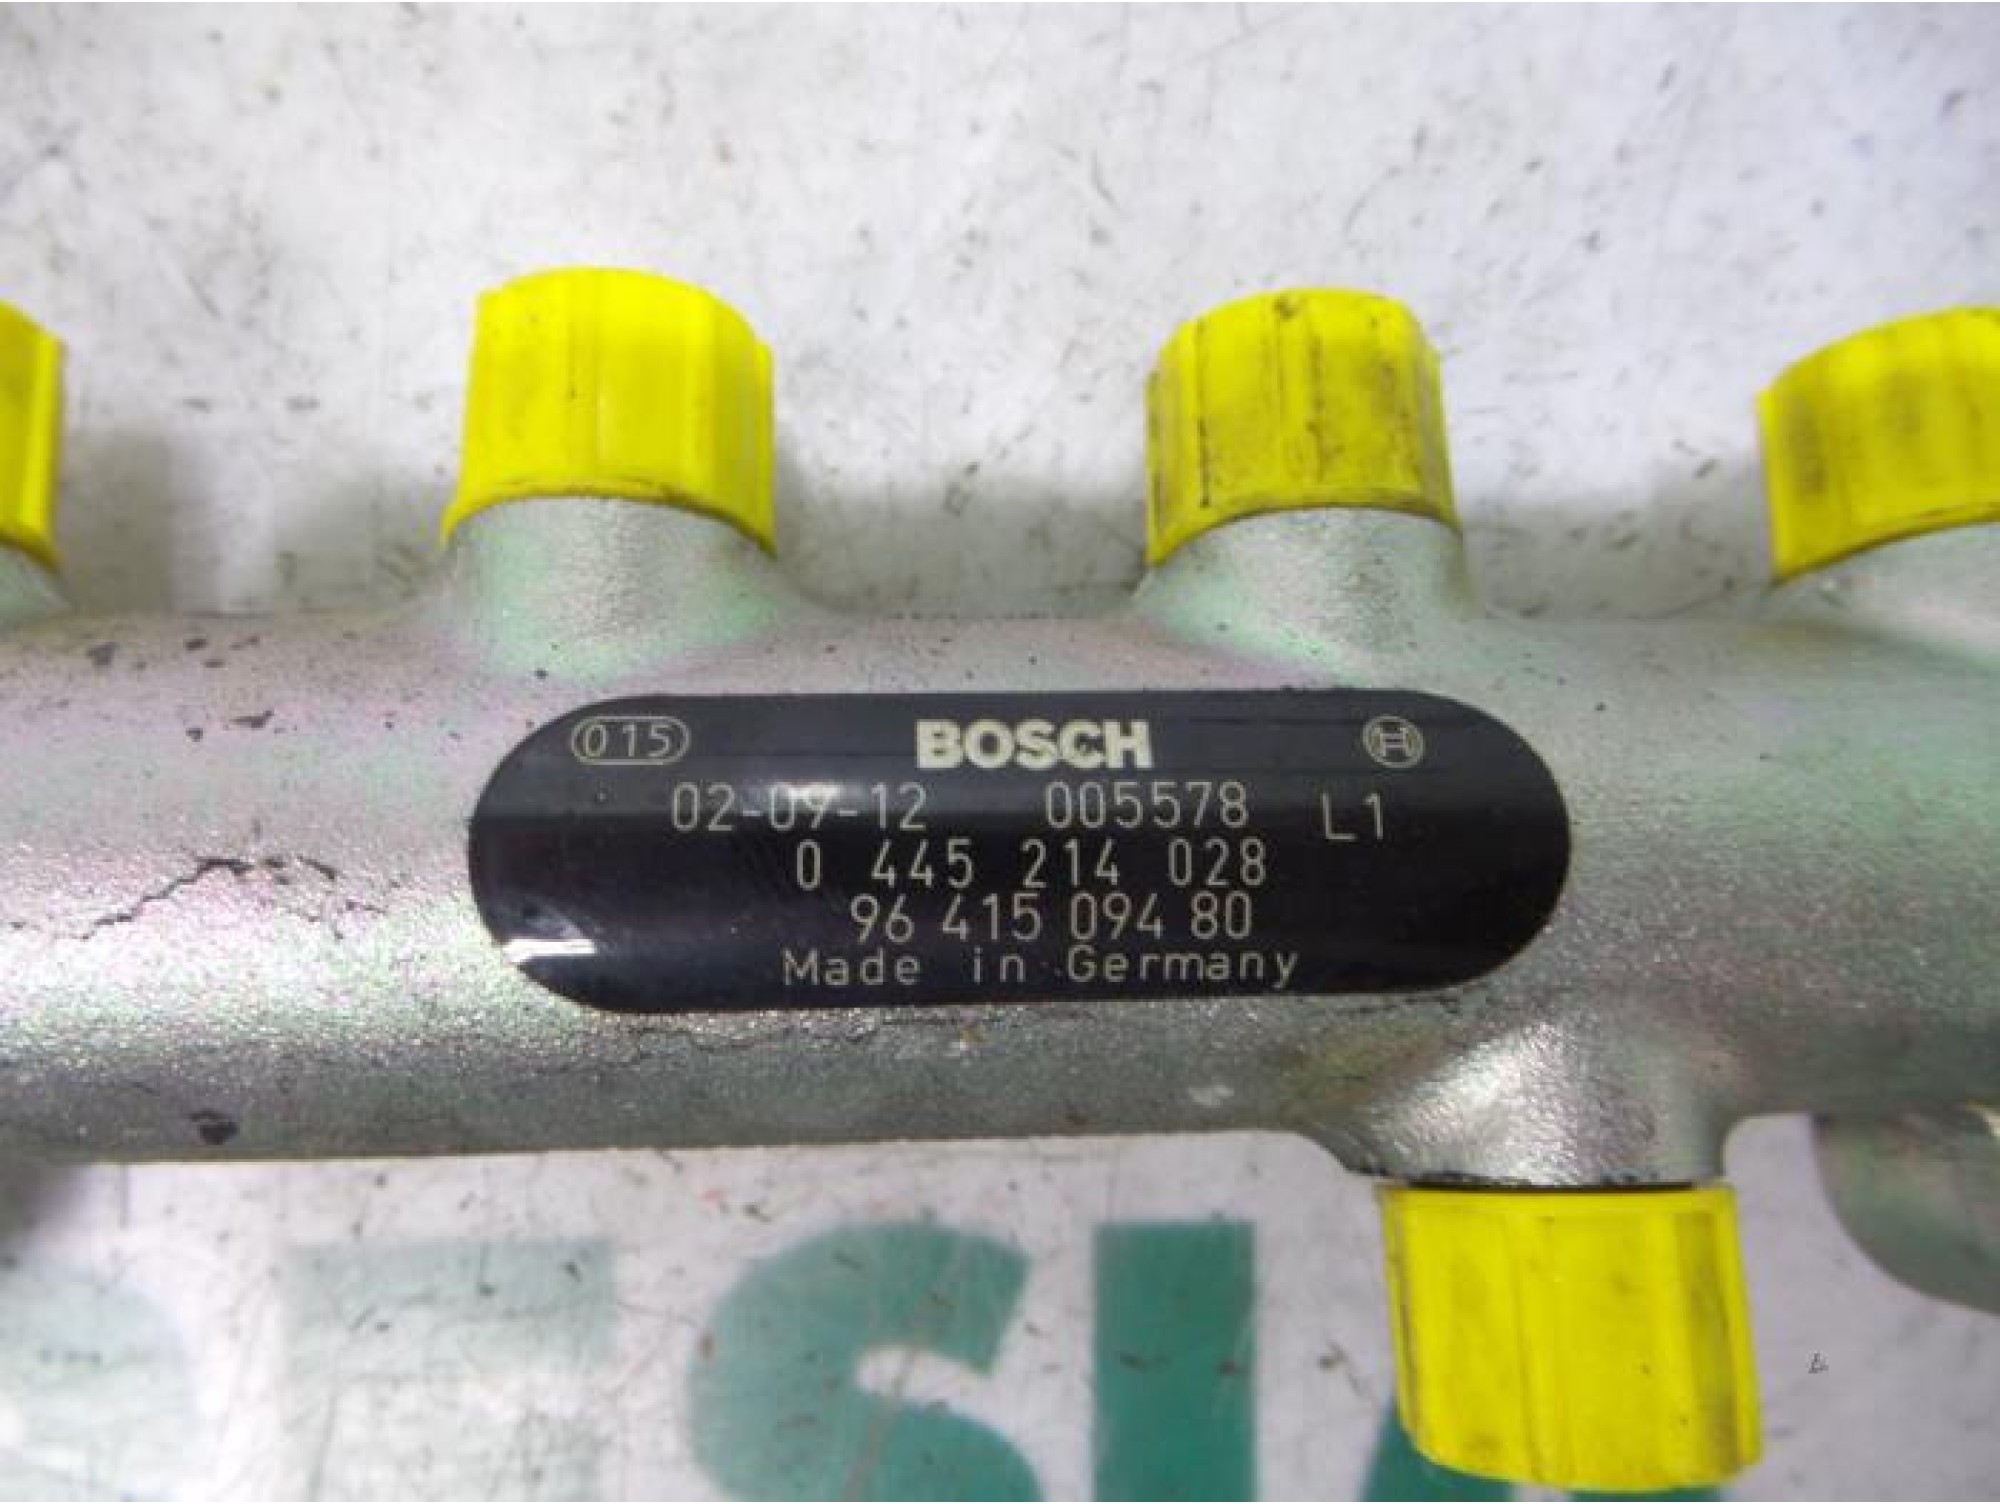 015 BOSCH H
02-09-12 005578 L1
0 445 214 028
96 415 094 80
Made in Germany